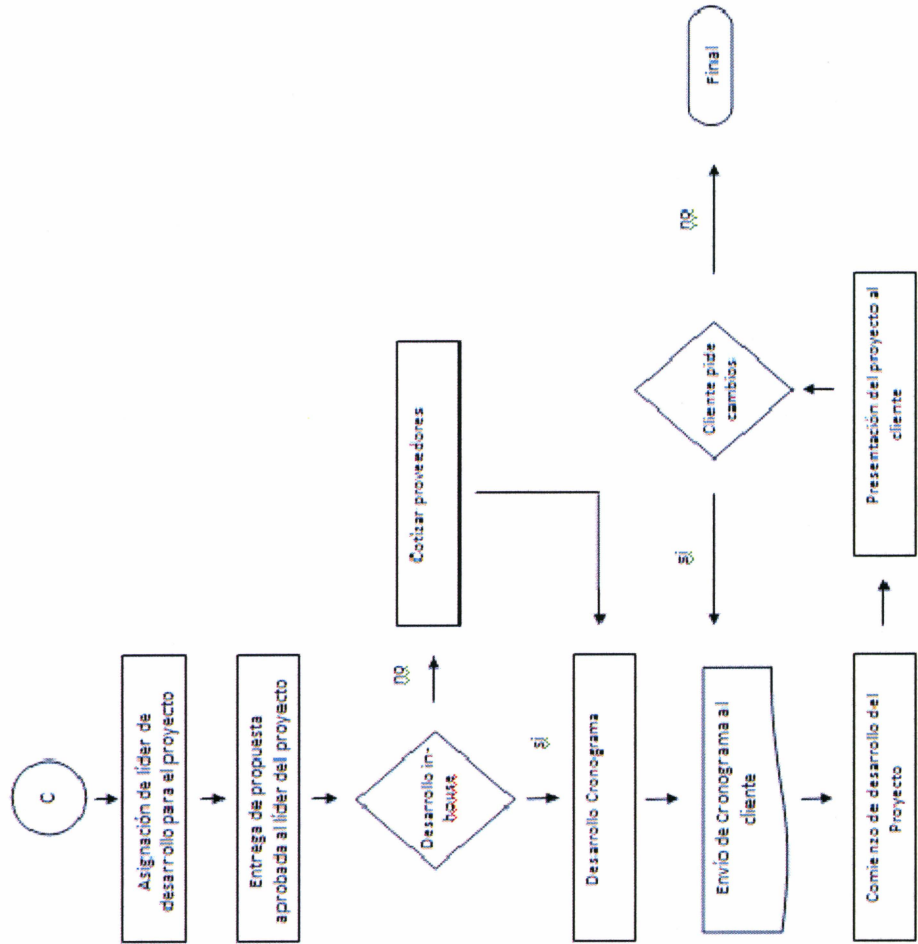 C
Asignación de líder de
desarrollo para el proyecto
Entrega de propuesta
aprobada al líder del proyecto
Desarrollo in-
house
no
Cotizar proveedores
si
Desarrollo Cronograma
Envío de Cronograma al
cliente
Comienzo de desarrollo del
Proyecto
Presentación del proyecto al
cliente
Cliente pide
cambios
si
no
Final